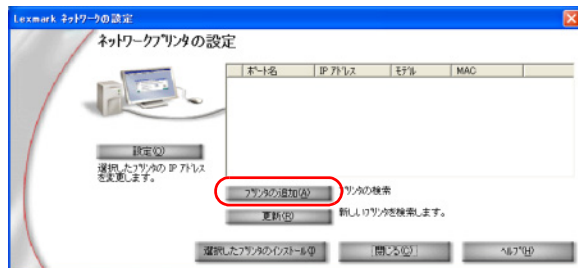 Lexmark ネットワークの設定
ネットワークプリンタの設定
ポート名 IP アドレス モデル MAC
設定(O)
選択したプリンタの IP アドレス
を変更します。
プリンタの追加(A) プリンタの検索
更新(R) 新しいプリンタを検索します。
選択したプリンタのインストール(I) 閉じる(C) ヘルプ(H)